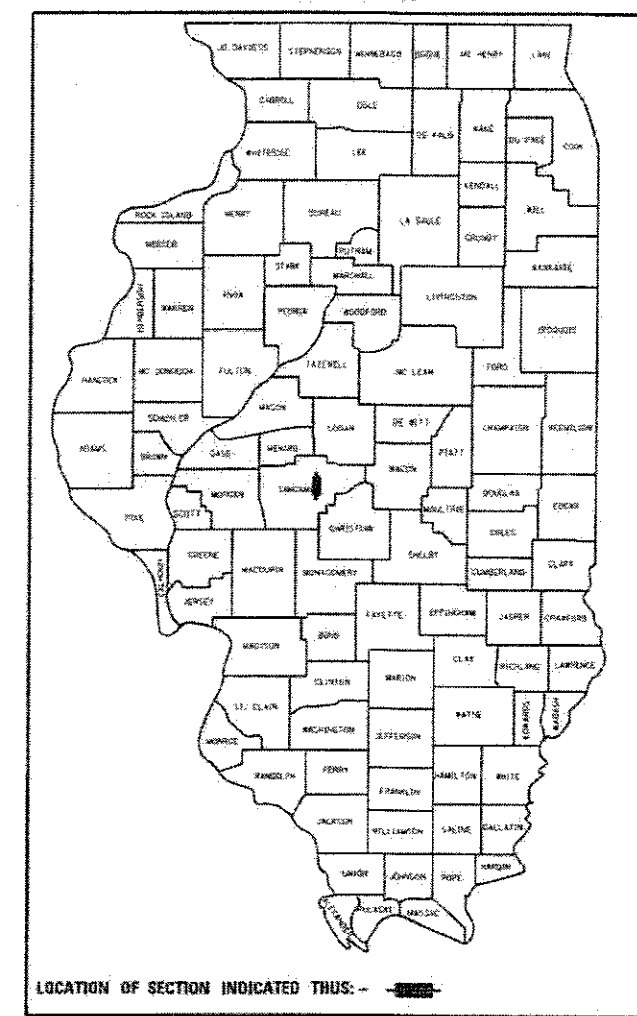 JO DAVIESS STEPHENSON WINNEBAGO BOONE MC HENRY LAKE
CARROLL OGLE
DE KALB KANE DU PAGE COOK
WHITESIDE LEE
KENDALL
ROCK ISLAND HENRY BUREAU LA SALLE GRUNDY WILL
MERCER PUTNAM
STARK MARSHALL KANKAKEE
HENDERSON WARREN KNOX PEORIA WOODFORD LIVINGSTON
IROQUOIS
HANCOCK MC DONOUGH FULTON TAZEWELL MC LEAN FORD
MASON
SCHUYLER LOGAN DE WITT CHAMPAIGN VERMILION
ADAMS BROWN CASS MENARD PIATT
MACON
MORGAN SANGAMON DOUGLAS
PIKE SCOTT MOULTRIE EDGAR
CHRISTIAN COLES
GREENE SHELBY
CALHOUN MACOUPIN MONTGOMERY CUMBERLAND CLARK
JERSEY
FAYETTE EFFINGHAM JASPER CRAWFORD
BOND
MADISON CLAY
CLINTON RICHLAND LAWRENCE
MARION
ST. CLAIR WAYNE EDWARDS WABASH
WASHINGTON JEFFERSON
MONROE
RANDOLPH PERRY HAMILTON WHITE
FRANKLIN
JACKSON WILLIAMSON SALINE GALLATIN
UNION JOHNSON POPE HARDIN
ALEXANDER PULASKI MASSAC
LOCATION OF SECTION INDICATED THUS: -